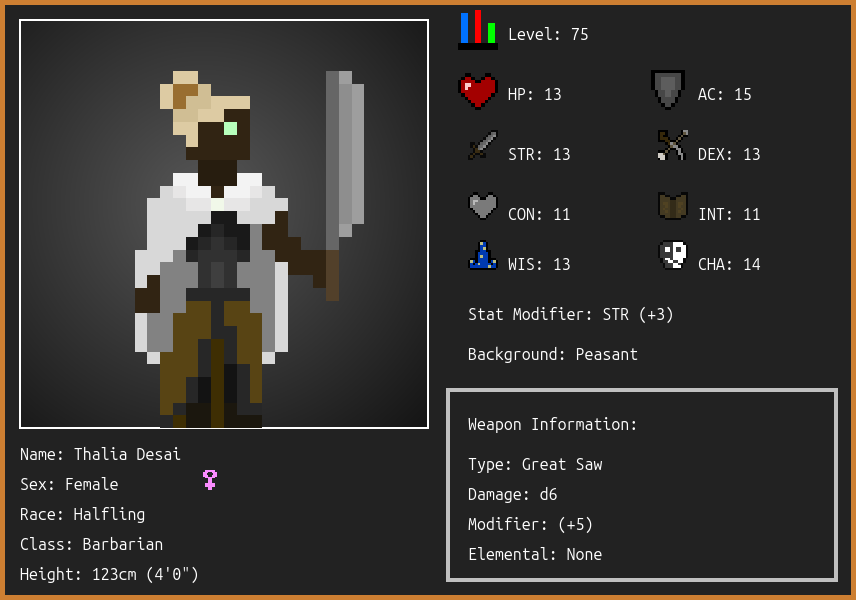 Level: 75
HP: 13
AC: 15
STR: 13
DEX: 13
CON: 11
INT: 11
WIS: 13
CHA: 14
Stat Modifier: STR (+3)
Background: Peasant
Weapon Information:
Type: Great Saw
Damage: d6
Modifier: (+5)
Elemental: None
Name: Thalia Desai
Sex: Female
Race: Halfling
Class: Barbarian
Height: 123cm (4'0")